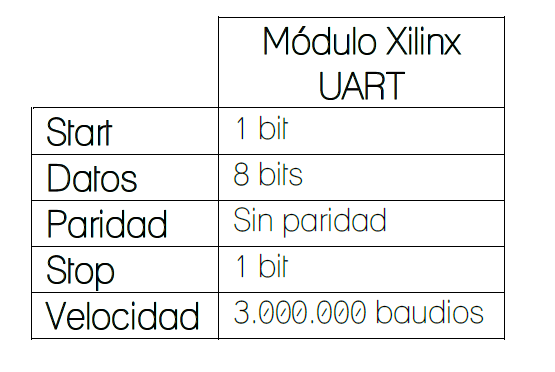 Módulo Xilinx
UART
Start 1 bit
Datos 8 bits
Paridad Sin paridad
Stop 1 bit
Velocidad 3.000.000 baudios